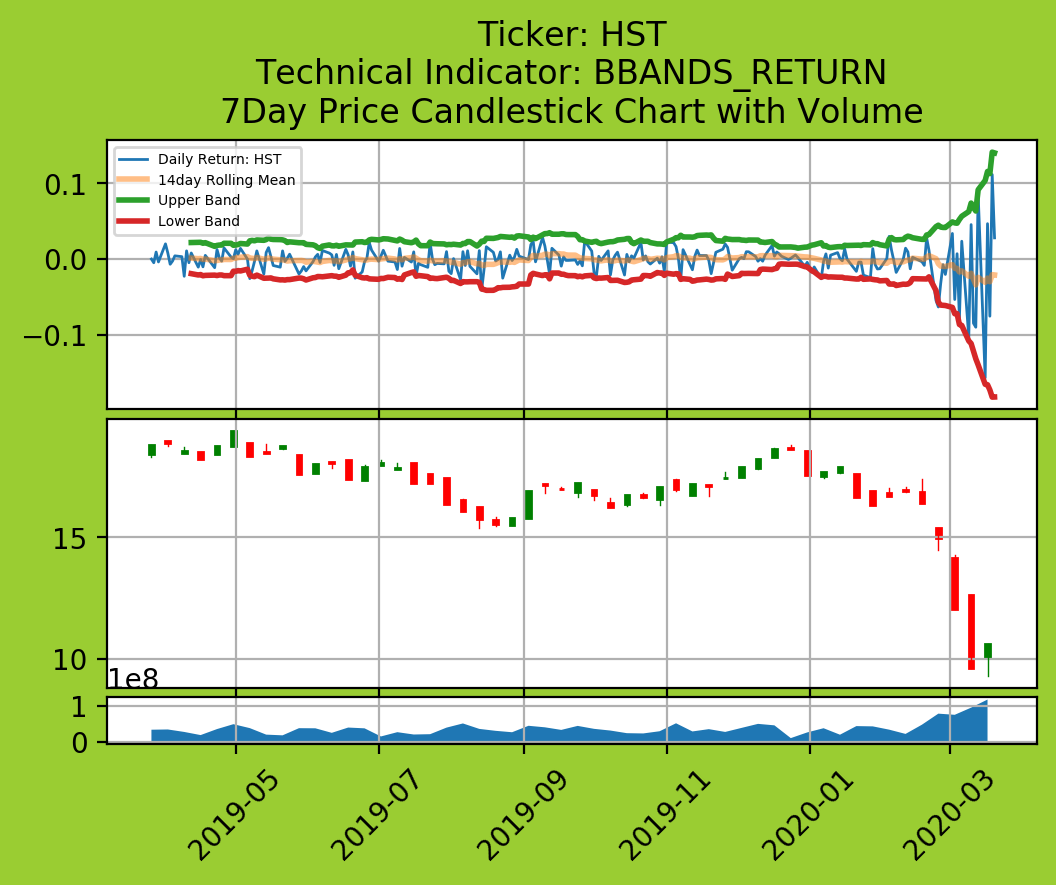 Ticker: HST
Technical Indicator: BBANDS_RETURN
7Day Price Candlestick Chart with Volume
Daily Return: HST
14day Rolling Mean
Upper Band
Lower Band
0.1
0.0
−0.1
15
10
1e8
1
0
2019-05
2019-07
2019-09
2019-11
2020-01
2020-03